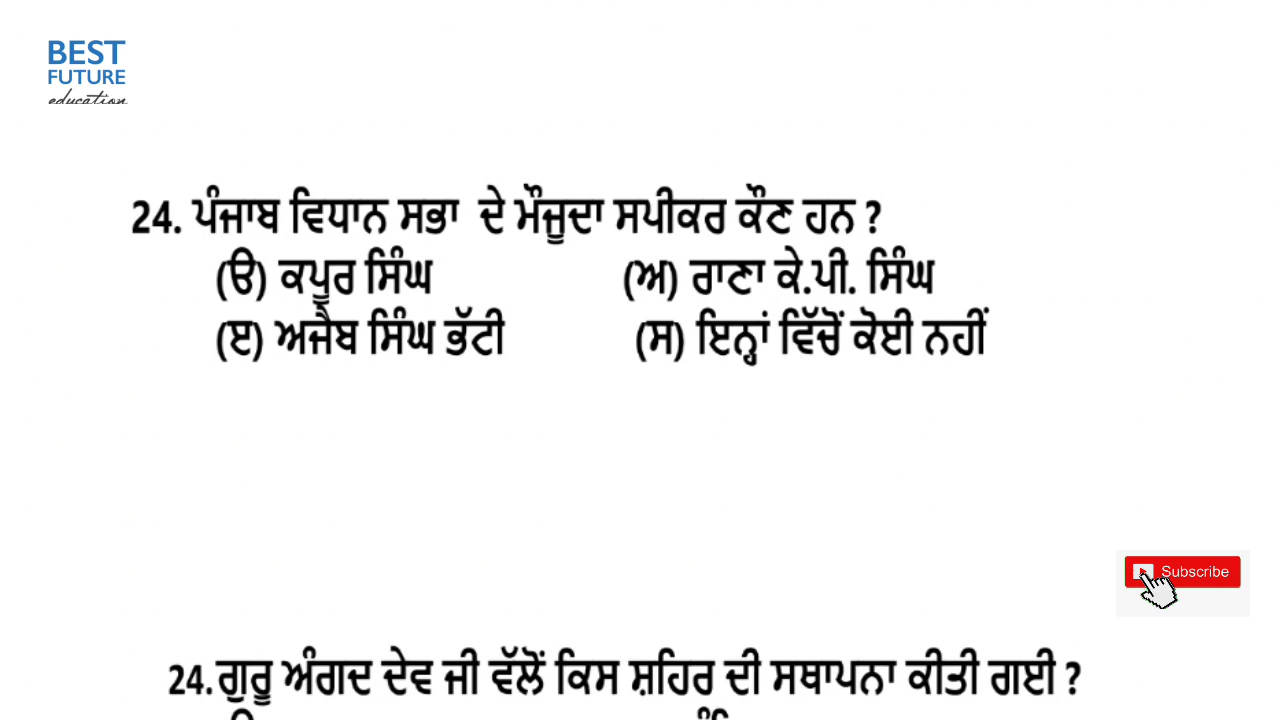 BEST
FUTURE
education
24. ਪੰਜਾਬ ਵਿਧਾਨ ਸਭਾ ਦੇ ਮੌਜੂਦਾ ਸਪੀਕਰ ਕੌਣ ਹਨ ?
(ੳ) ਕਪੂਰ ਸਿੰਘ (ਅ) ਰਾਣਾ ਕੇ.ਪੀ. ਸਿੰਘ
(ੲ) ਅਜੈਬ ਸਿੰਘ ਭੱਟੀ (ਸ) ਇਨ੍ਹਾਂ ਵਿੱਚੋਂ ਕੋਈ ਨਹੀਂ
Subscribe
24.ਗੁਰੂ ਅੰਗਦ ਦੇਵ ਜੀ ਵੱਲੋਂ ਕਿਸ ਸ਼ਹਿਰ ਦੀ ਸਥਾਪਨਾ ਕੀਤੀ ਗਈ ?